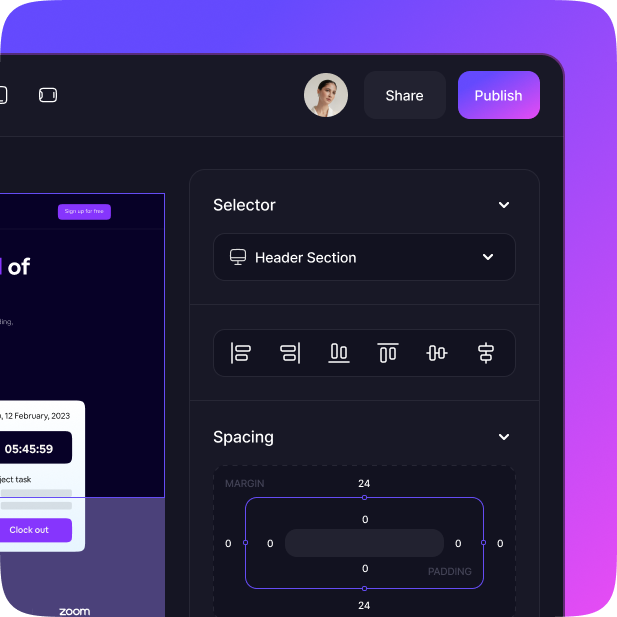 Share
Publish
Sign up for free
Selector
of
Header Section
ding,
12 February, 2023
05:45:59
Spacing
ject task
MARGIN
24
0
0
0
0
0
0
PADDING
24
Clock out
zoom